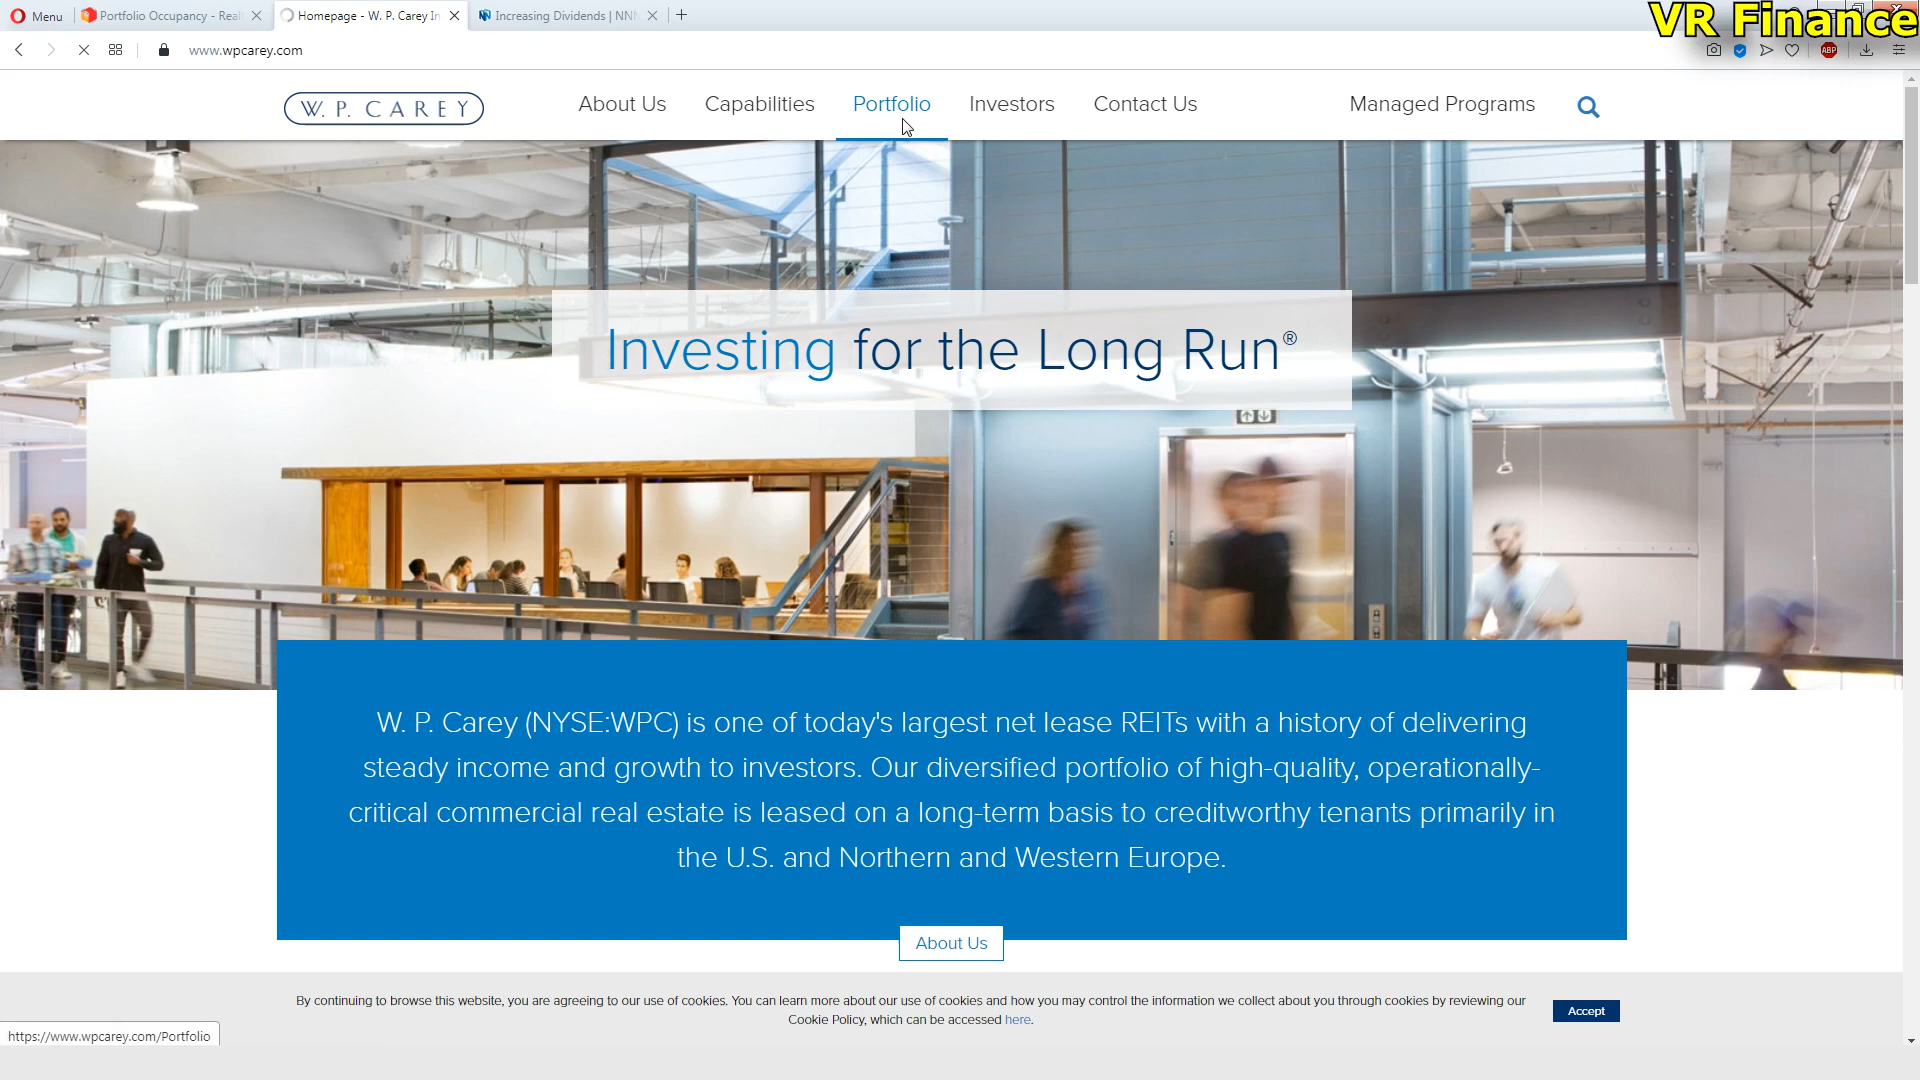 Menu
Portfolio Occupancy - Real
Homepage - W. P. Carey In
Increasing Dividends | NNN
VR Finance
www.wpcarey.com
ABP
W. P. CAREY
About Us
Capabilities
Portfolio
Investors
Contact Us
Managed Programs
Investing for the Long Run®
W. P. Carey (NYSE:WPC) is one of today's largest net lease REITs with a history of delivering
steady income and growth to investors. Our diversified portfolio of high-quality, operationally-
critical commercial real estate is leased on a long-term basis to creditworthy tenants primarily in
the U.S. and Northern and Western Europe.
About Us
By continuing to browse this website, you are agreeing to our use of cookies. You can learn more about our use of cookies and how you may control the information we collect about you through cookies by reviewing our
Cookie Policy, which can be accessed here.
Accept
https://www.wpcarey.com/Portfolio